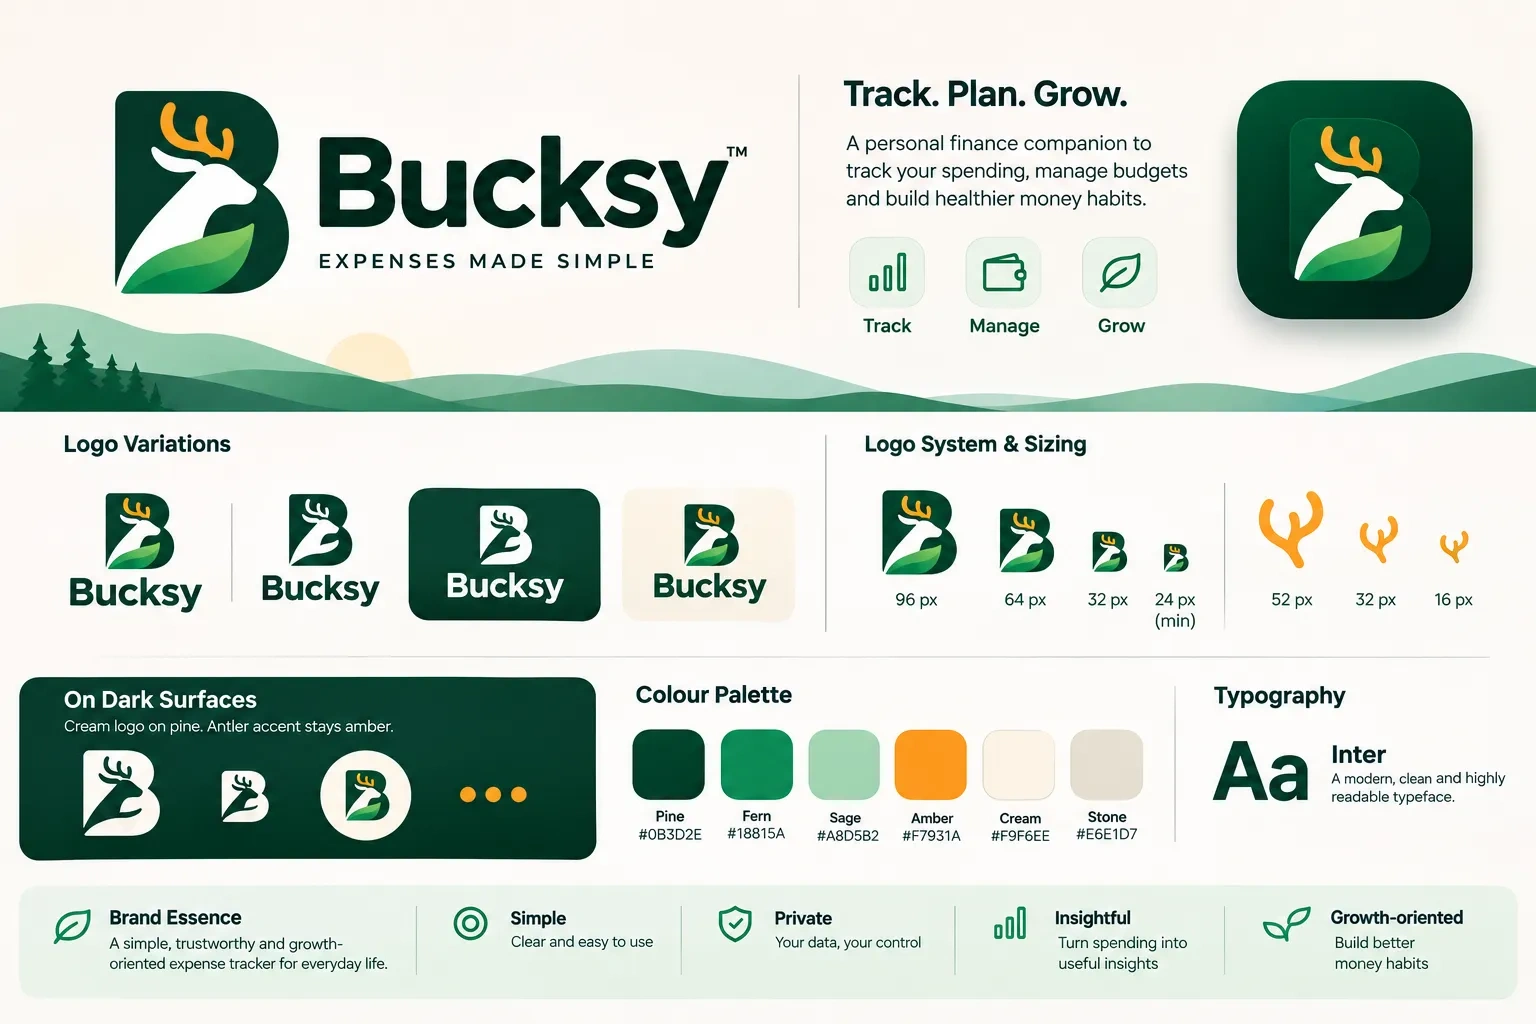 Bucksy™
EXPENSES MADE SIMPLE
Track. Plan. Grow.
A personal finance companion to
track your spending, manage budgets
and build healthier money habits.
Track
Manage
Grow
Logo Variations
Bucksy
Bucksy
Bucksy
Bucksy
Logo System & Sizing
96 px
64 px
32 px
24 px
(min)
52 px
32 px
16 px
On Dark Surfaces
Cream logo on pine. Antler accent stays amber.
Colour Palette
Pine
#0B3D2E
Fern
#18815A
Sage
#A8D5B2
Amber
#F7931A
Cream
#F9F6EE
Stone
#E6E1D7
Typography
Aa
Inter
A modern, clean and highly
readable typeface.
Brand Essence
A simple, trustworthy and growth-
oriented expense tracker for everyday life.
Simple
Clear and easy to use
Private
Your data, your control
Insightful
Turn spending into
useful insights
Growth-oriented
Build better
money habits